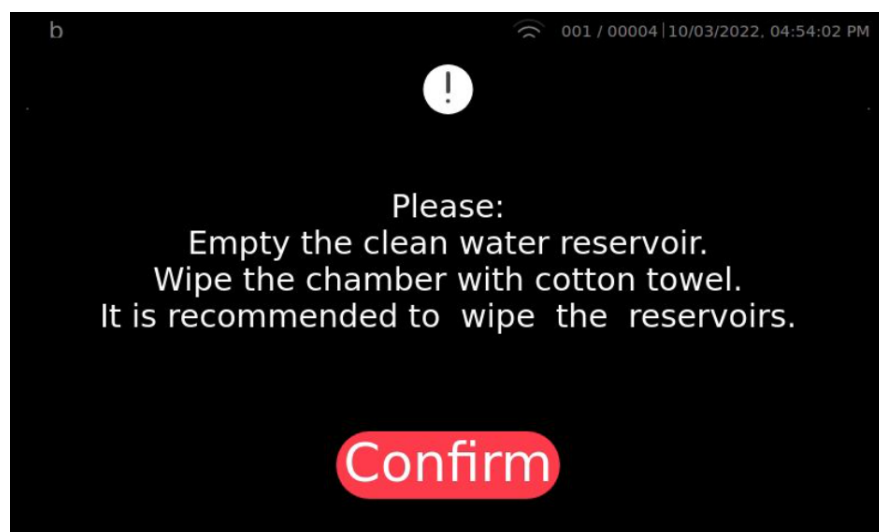 b 001 / 00004|10/03/2022, 04:54:02 PM
!
Please:
Empty the clean water reservoir.
Wipe the chamber with cotton towel.
It is recommended to wipe the reservoirs.
Confirm